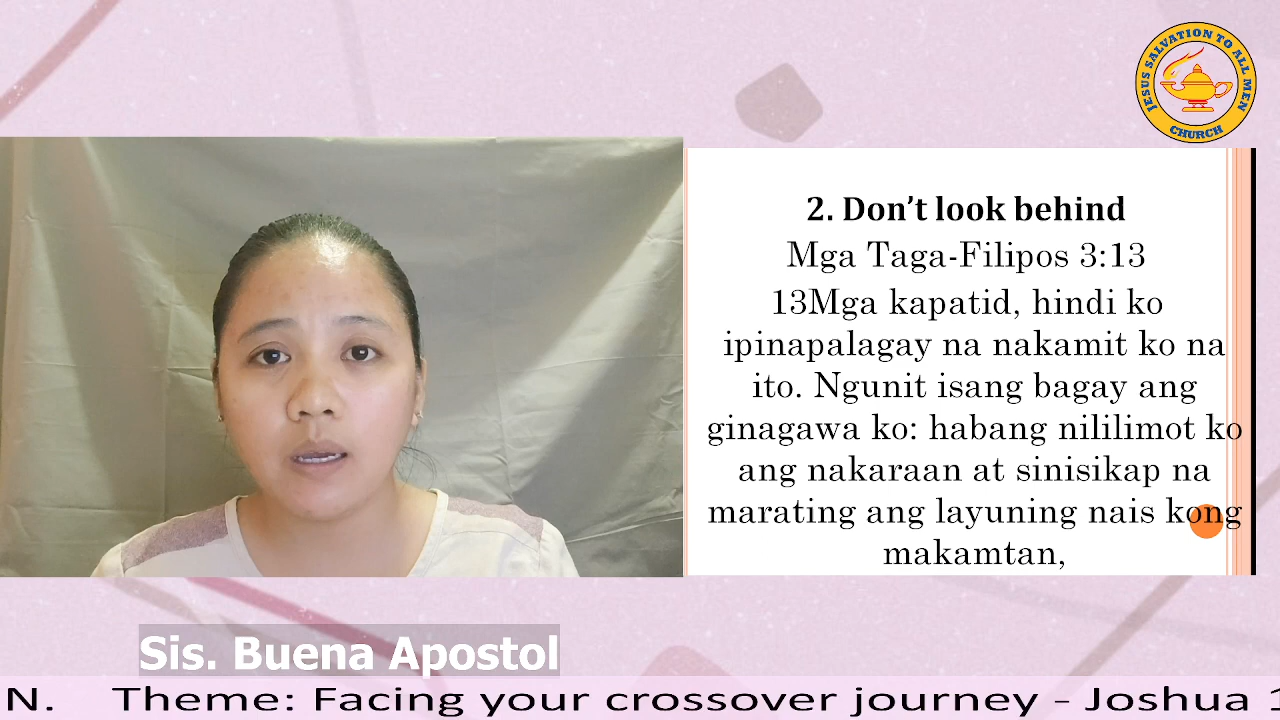 JESUS SALVATION TO ALL MEN
CHURCH
2. Don't look behind
Mga Taga-Filipos 3:13
13Mga kapatid, hindi ko
ipinapalagay na nakamit ko na
ito. Ngunit isang bagay ang
ginagawa ko: habang nililimot ko
ang nakaraan at sinisikap na
marating ang layuning nais kong
makamtan,
Sis. Buena Apostol
N. Theme: Facing your crossover journey - Joshua 1